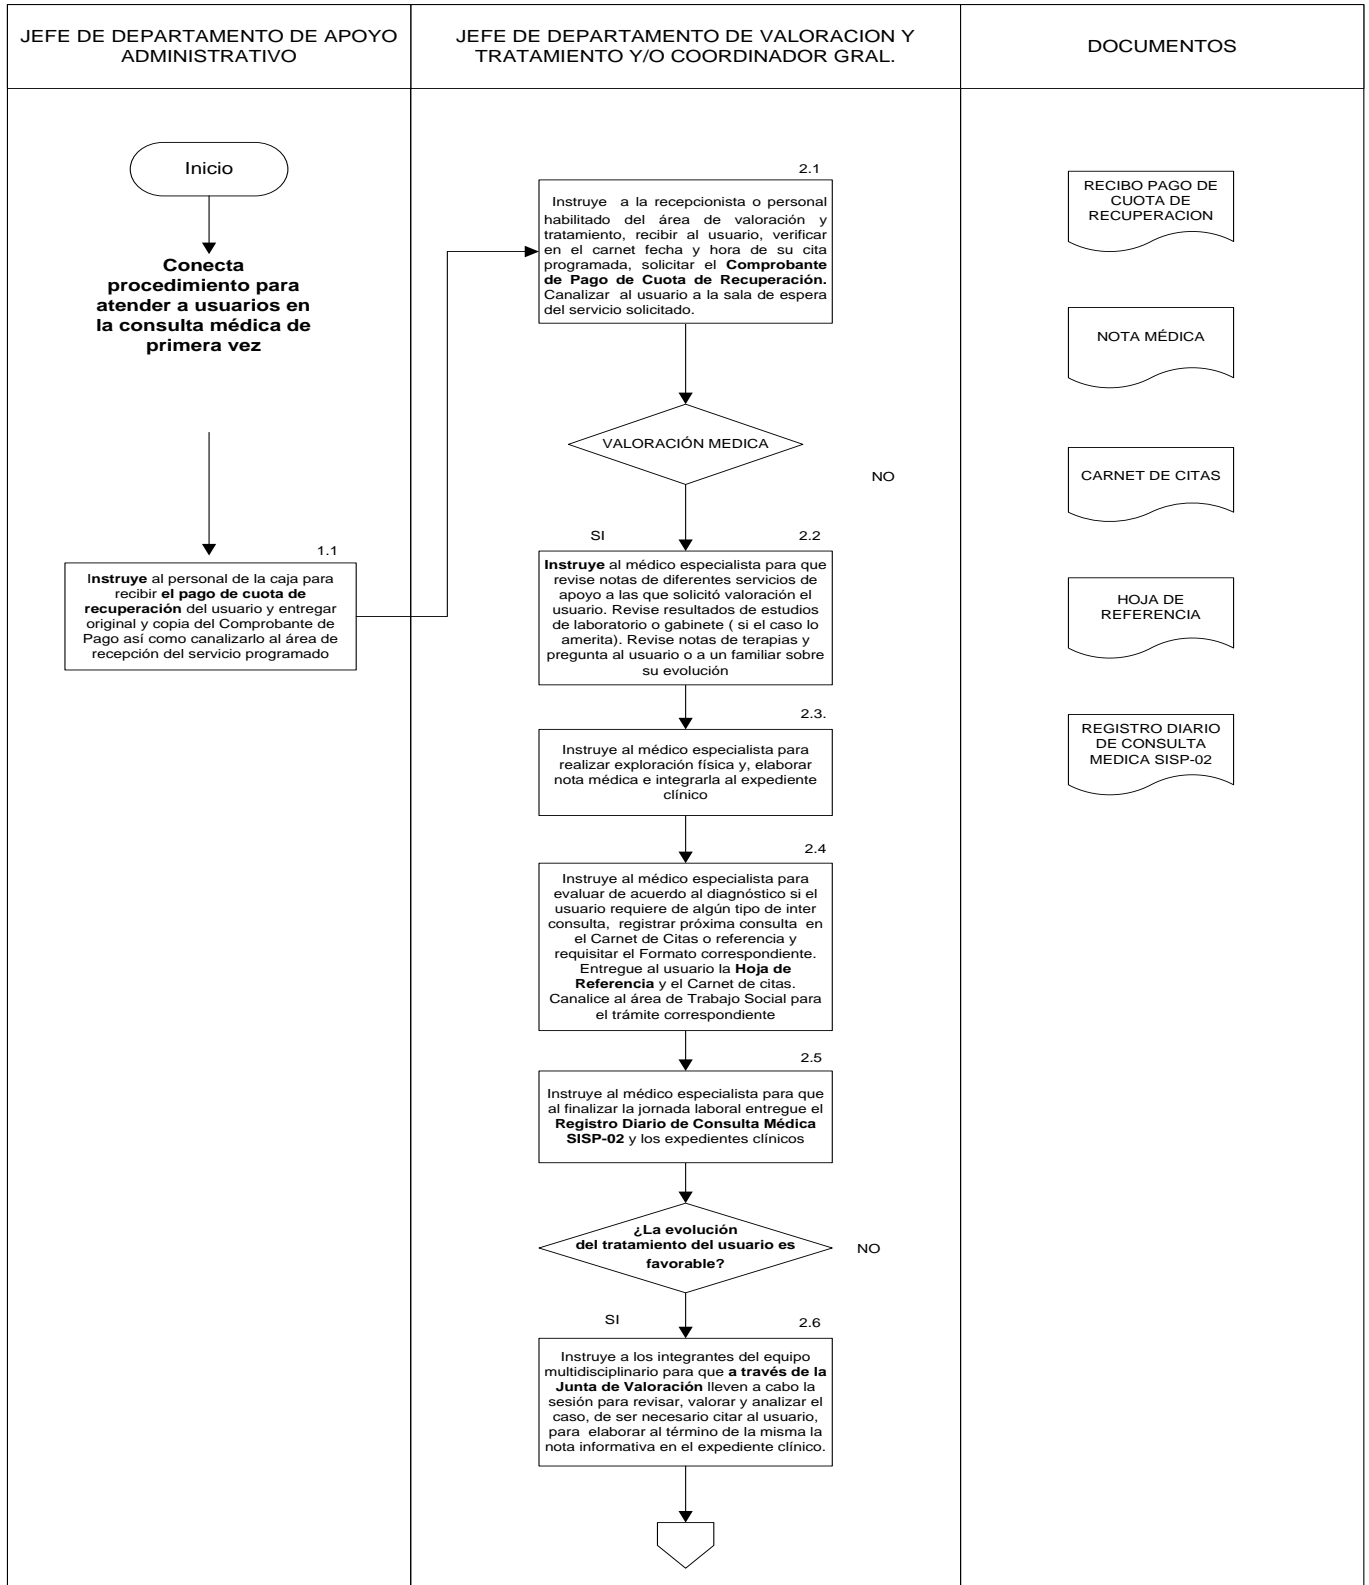 JEFE DE DEPARTAMENTO DE APOYO
ADMINISTRATIVO
JEFE DE DEPARTAMENTO DE VALORACION Y
TRATAMIENTO Y/O COORDINADOR GRAL.
DOCUMENTOS
Inicio
Conecta
procedimiento para
atender a usuarios en
la consulta médica de
primera vez
1.1
Instruye al personal de la caja para
recibir el pago de cuota de
recuperación del usuario y entregar
original y copia del Comprobante de
Pago así como canalizarlo al área de
recepción del servicio programado
2.1
Instruye a la recepcionista o personal
habilitado del área de valoración y
tratamiento, recibir al usuario, verificar
en el carnet fecha y hora de su cita
programada, solicitar el Comprobante
de Pago de Cuota de Recuperación.
Canalizar al usuario a la sala de espera
del servicio solicitado.
VALORACIÓN MEDICA
NO
SI
2.2
Instruye al médico especialista para que
revise notas de diferentes servicios de
apoyo a las que solicitó valoración el
usuario. Revise resultados de estudios
de laboratorio o gabinete ( si el caso lo
amerita). Revise notas de terapias y
pregunta al usuario o a un familiar sobre
su evolución
2.3.
Instruye al médico especialista para
realizar exploración física y, elaborar
nota médica e integrarla al expediente
clínico
2.4
Instruye al médico especialista para
evaluar de acuerdo al diagnóstico si el
usuario requiere de algún tipo de inter
consulta, registrar próxima consulta en
el Carnet de Citas o referencia y
requisitar el Formato correspondiente.
Entregue al usuario la Hoja de
Referencia y el Carnet de citas.
Canalice al área de Trabajo Social para
el trámite correspondiente
2.5
Instruye al médico especialista para que
al finalizar la jornada laboral entregue el
Registro Diario de Consulta Médica
SISP-02 y los expedientes clínicos
¿La evolución
del tratamiento del usuario es
favorable?
NO
SI
2.6
Instruye a los integrantes del equipo
multidisciplinario para que a través de la
Junta de Valoración lleven a cabo la
sesión para revisar, valorar y analizar el
caso, de ser necesario citar al usuario,
para elaborar al término de la misma la
nota informativa en el expediente clínico.
RECIBO PAGO DE
CUOTA DE
RECUPERACION
NOTA MÉDICA
CARNET DE CITAS
HOJA DE
REFERENCIA
REGISTRO DIARIO
DE CONSULTA
MEDICA SISP-02